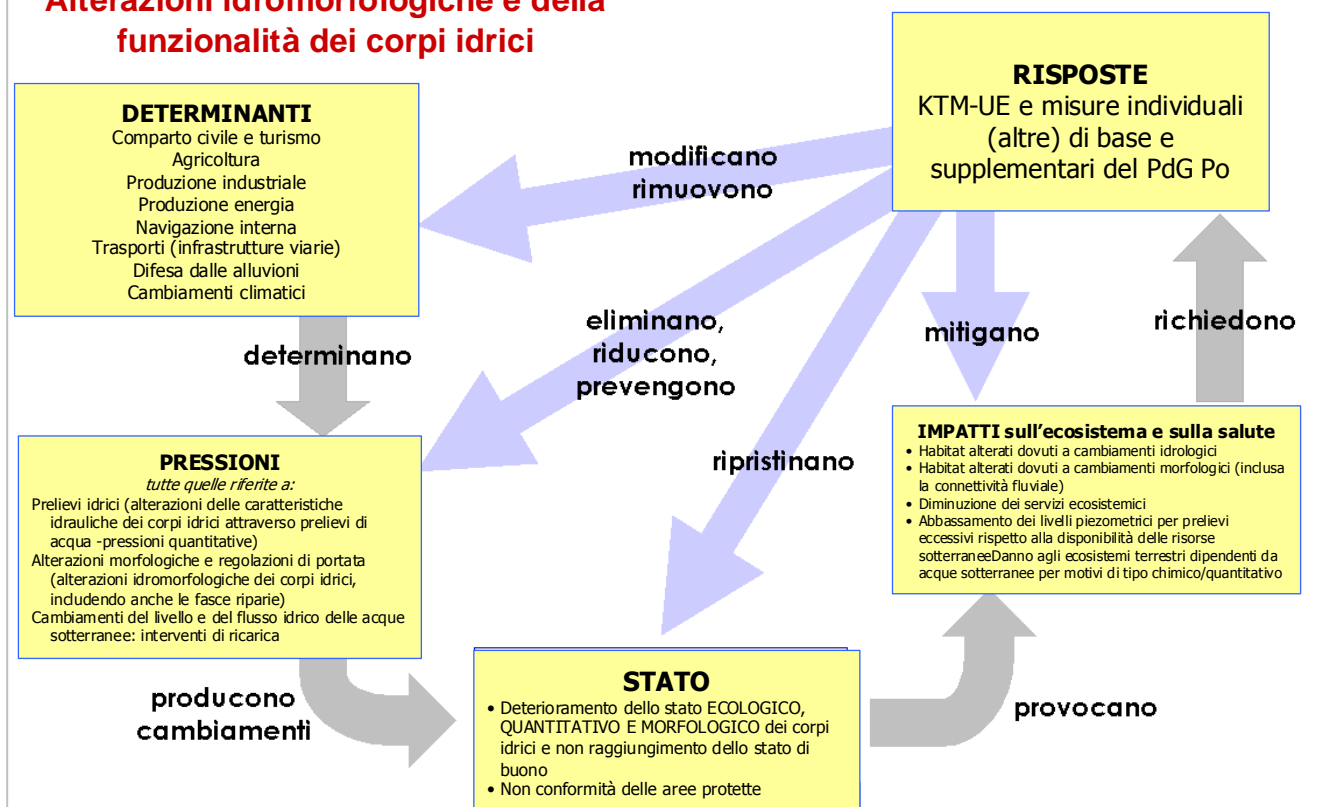 Alterazioni idromorfologiche e della
funzionalità dei corpi idrici
DETERMINANTI
Comparto civile e turismo
Agricoltura
Produzione industriale
Produzione energia
Navigazione interna
Trasporti (infrastrutture viarie)
Difesa dalle alluvioni
Cambiamenti climatici
RISPOSTE
KTM-UE e misure individuali
(altre) di base e
supplementari del PdG Po
modificano
rimuovono
determinano
eliminano,
riducono,
prevengono
mitigano
richiedono
ripristinano
PRESSIONI
tutte quelle riferite a:
Prelievi idrici (alterazioni delle caratteristiche
idrauliche dei corpi idrici attraverso prelievi di
acqua -pressioni quantitative)
Alterazioni morfologiche e regolazioni di portata
(alterazioni idromorfologiche dei corpi idrici,
includendo anche le fasce riparie)
Cambiamenti del livello e del flusso idrico delle acque
sotterranee: interventi di ricarica
IMPATTI sull'ecosistema e sulla salute
• Habitat alterati dovuti a cambiamenti idrologici
• Habitat alterati dovuti a cambiamenti morfologici (inclusa
la connettività fluviale)
• Diminuzione dei servizi ecosistemici
• Abbassamento dei livelli piezometrici per prelievi
eccessivi rispetto alla disponibilità delle risorse
sotterraneeDanno agli ecosistemi terrestri dipendenti da
acque sotterranee per motivi di tipo chimico/quantitativo
producono
cambiamenti
STATO
• Deterioramento dello stato ECOLOGICO,
QUANTITATIVO E MORFOLOGICO dei corpi
idrici e non raggiungimento dello stato di
buono
• Non conformità delle aree protette
provocano